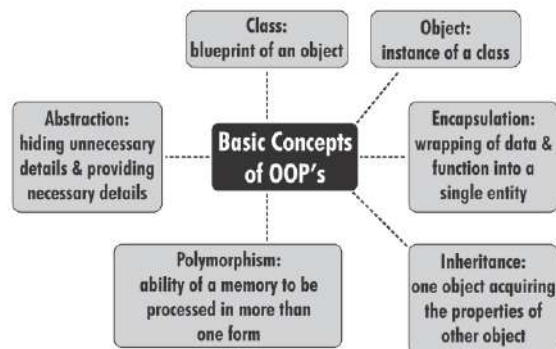 Class:
blueprint of an object
Object:
instance of a class
Abstraction:
hiding unnecessary
details & providing
necessary details
Basic Concepts
of OOP's
Encapsulation:
wrapping of data &
function into a
single entity
Polymorphism:
ability of a memory to be
processed in more than
one form
Inheritance:
one object acquiring
the properties of
other object